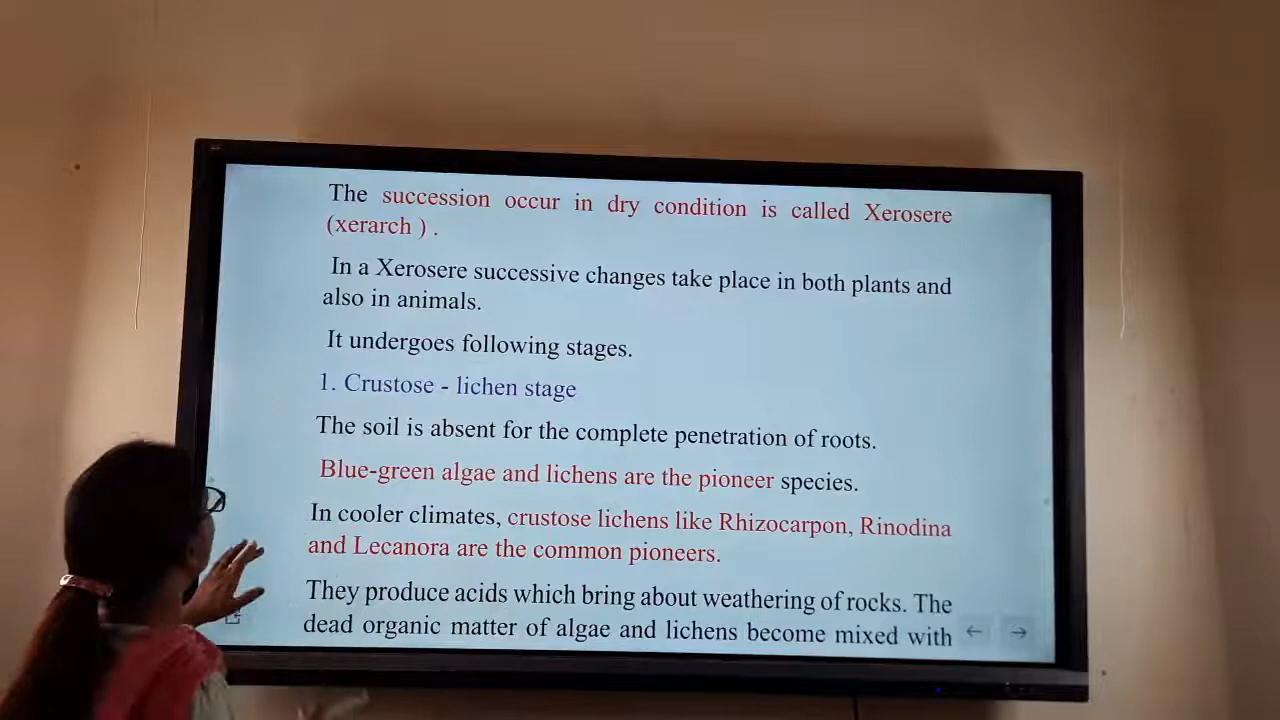 The succession occur in dry condition is called Xerosere
(xerarch ) .
In a Xerosere successive changes take place in both plants and
also in animals.
It undergoes following stages.
1. Crustose - lichen stage
The soil is absent for the complete penetration of roots.
Blue-green algae and lichens are the pioneer species.
In cooler climates, crustose lichens like Rhizocarpon, Rinodina
and Lecanora are the common pioneers.
They produce acids which bring about weathering of rocks. The
dead organic matter of algae and lichens become mixed with